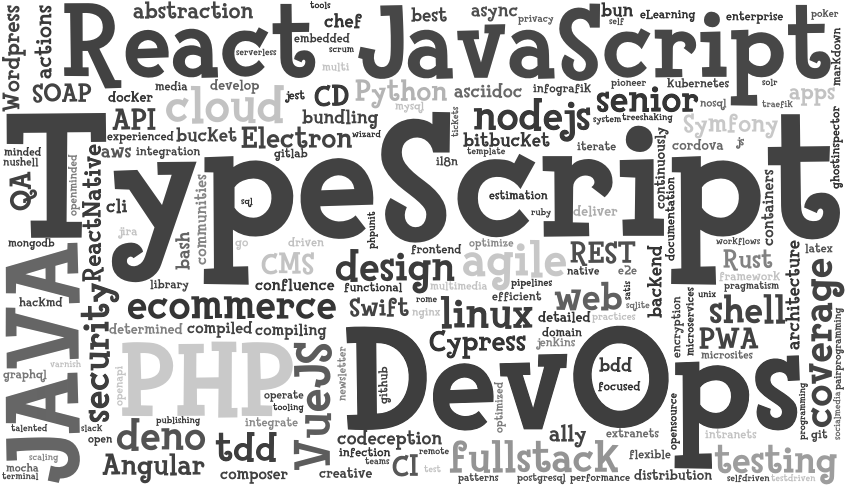 tools
abstraction
chef
best
async
privacy
bun
self
eLearning
enterprise
poker
Wordpress
actions
React
JavaScript
serverless
embedded
scrum
multi
markdown
SOAP
docker
media
develop
jest
CD
Python
mysql
asciidoc
infografik
pioneer
Kubernetes
solr
apps
API
cloud
bundling
tickets
nodejs
senior
nosql
traefik
system
treeshaking
Symfony
experienced
bucket
Electron
wizard
bitbucket
template
iterate
cordova
js
minded
nushell
aws
integration
gitlab
i18n
continuously
ghostinspector
TypeScript
QA
openminded
ReactNative
cli
communities
sql
estimation
ruby
deliver
documentation
containers
mongodb
jira
bash
go
driven
phpunit
frontend
optimize
workflows
latex
CMS
design
agile
REST
native
e2e
backend
Rust
framework
pragmatism
architecture
JAVA
library
confluence
functional
multimedia
pipelines
efficient
web
satis
sqlite
unix
hackmd
security
ecommerce
Swift
rome
nginx
linux
detailed
practices
encryption
microservices
shell
coverage
determined
compiled
compiling
Cypress
domain
jenkins
PWA
microsites
pairprogramming
socialmedia
graphql
varnish
openapi
PHP
VueJS
newsletter
github
DevOps
bdd
focused
operate
tooling
optimized
opensource
programming
talented
slack
publishing
integrate
scaling
open
deno
tdd
codeception
ally
extranets
intranets
git
mocha
terminal
Angular
composer
infection
teams
creative
CI
remote
test
fullstack
patterns
postgresql
performance
flexible
distribution
testing
selfdriven
testdriven